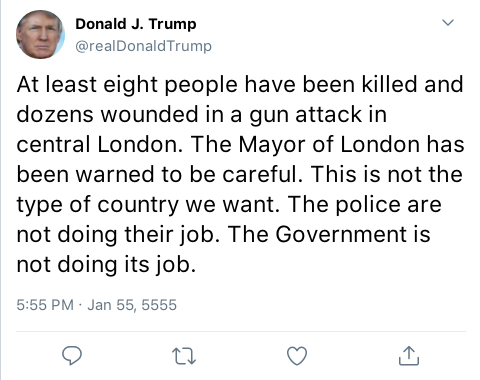 Donald J. Trump
@realDonaldTrump
At least eight people have been killed and
dozens wounded in a gun attack in
central London. The Mayor of London has
been warned to be careful. This is not the
type of country we want. The police are
not doing their job. The Government is
not doing its job.
5:55 PM · Jan 55, 5555